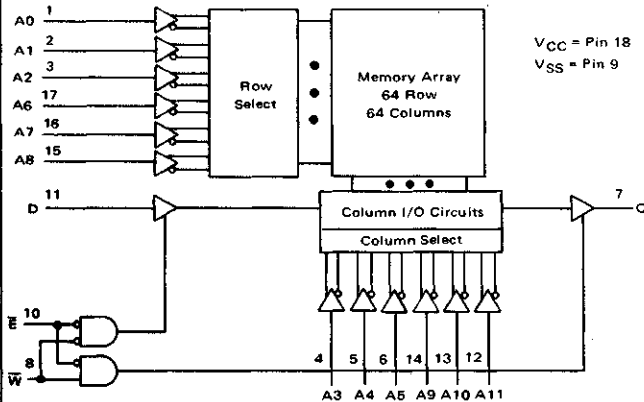 A0 1
A1 2
A2 3
A6 17
A7 16
A8 15
Row
Select
Memory Array
64 Row
64 Columns
VCC = Pin 18
VSS = Pin 9
D 11
Column I/O Circuits
Column Select
7 Q
E 10
W 8
4 5 6 14 13 12
A3 A4 A5 A9 A10 A11